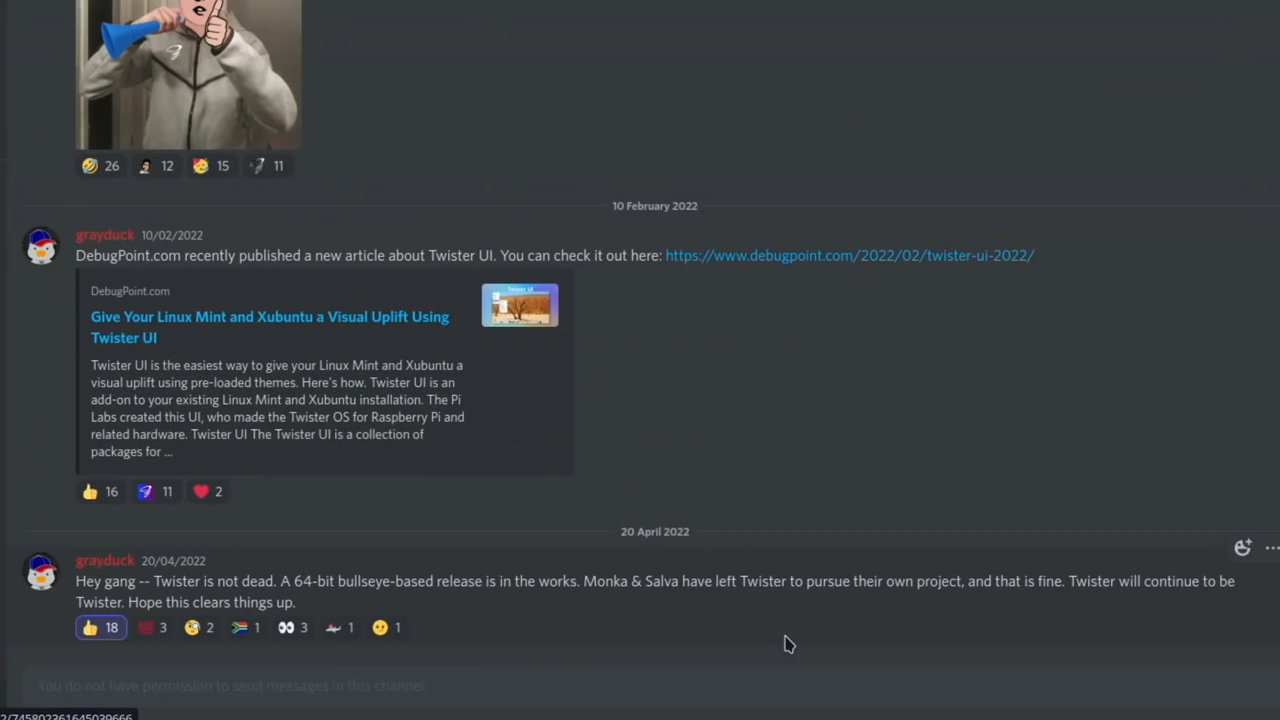 26 12 15 11
10 February 2022
grayduck 10/02/2022
DebugPoint.com recently published a new article about Twister UI. You can check it out here: https://www.debugpoint.com/2022/02/twister-ui-2022/
DebugPoint.com
Give Your Linux Mint and Xubuntu a Visual Uplift Using
Twister UI
Twister UI is the easiest way to give your Linux Mint and Xubuntu a
visual uplift using pre-loaded themes. Here's how. Twister UI is an
add-on to your existing Linux Mint and Xubuntu installation. The Pi
Labs created this UI, who made the Twister OS for Raspberry Pi and
related hardware. Twister UI The Twister UI is a collection of
packages for ...
Twister UI
16 11 2
20 April 2022
grayduck 20/04/2022
Hey gang -- Twister is not dead. A 64-bit bullseye-based release is in the works. Monka & Salva have left Twister to pursue their own project, and that is fine. Twister will continue to be
Twister. Hope this clears things up.
18 3 2 1 3 1 1
You do not have permission to send messages in this channel.
2/745802361645039666